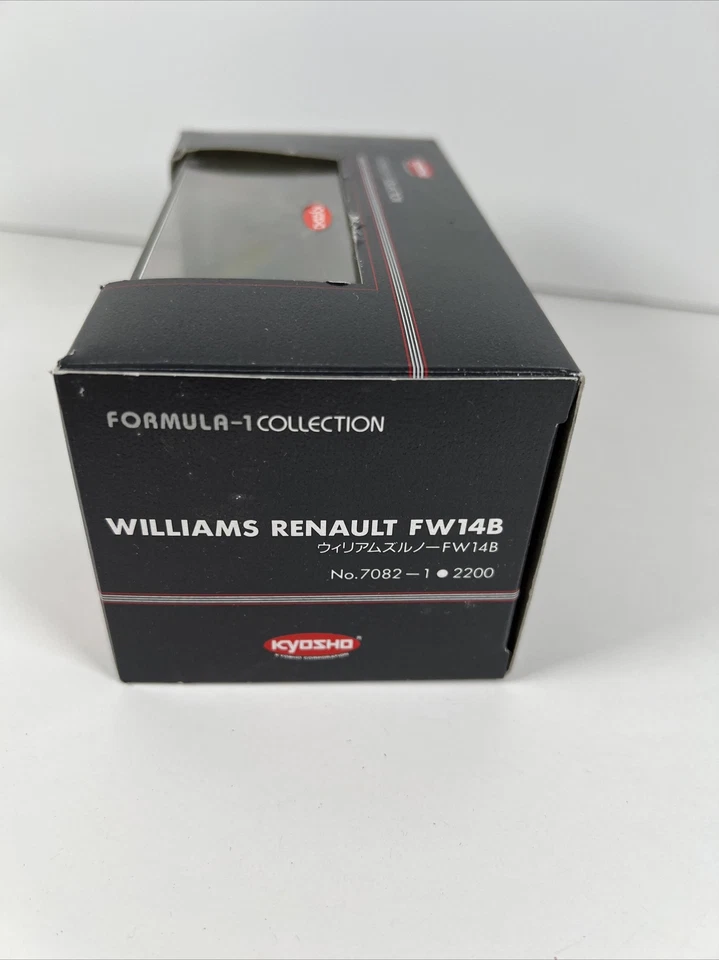 KYOSHO
FORMULA-1 COLLECTION
WILLIAMS RENAULT FW14B
ウィリアムズルノーFW14B
No.7082－1●2200
KYOSHO